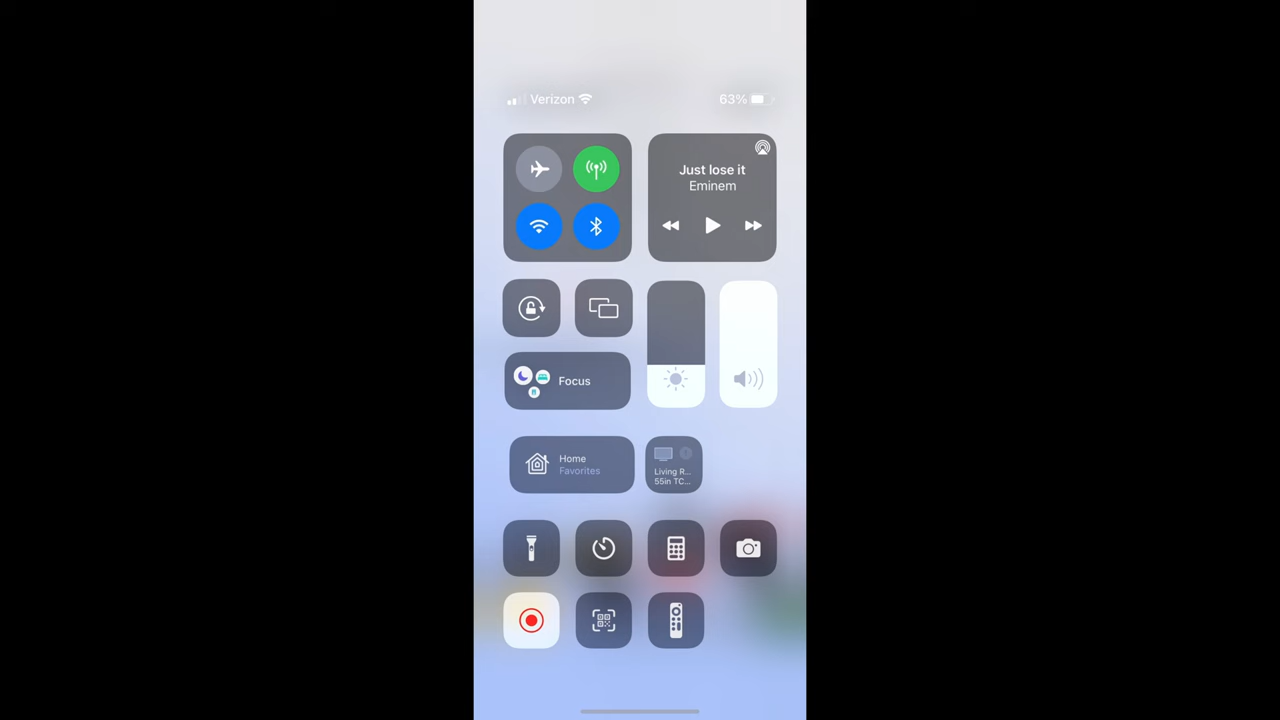 Verizon
63%
Just lose it
Eminem
Focus
Home
Favorites
Living R...
55in TC...